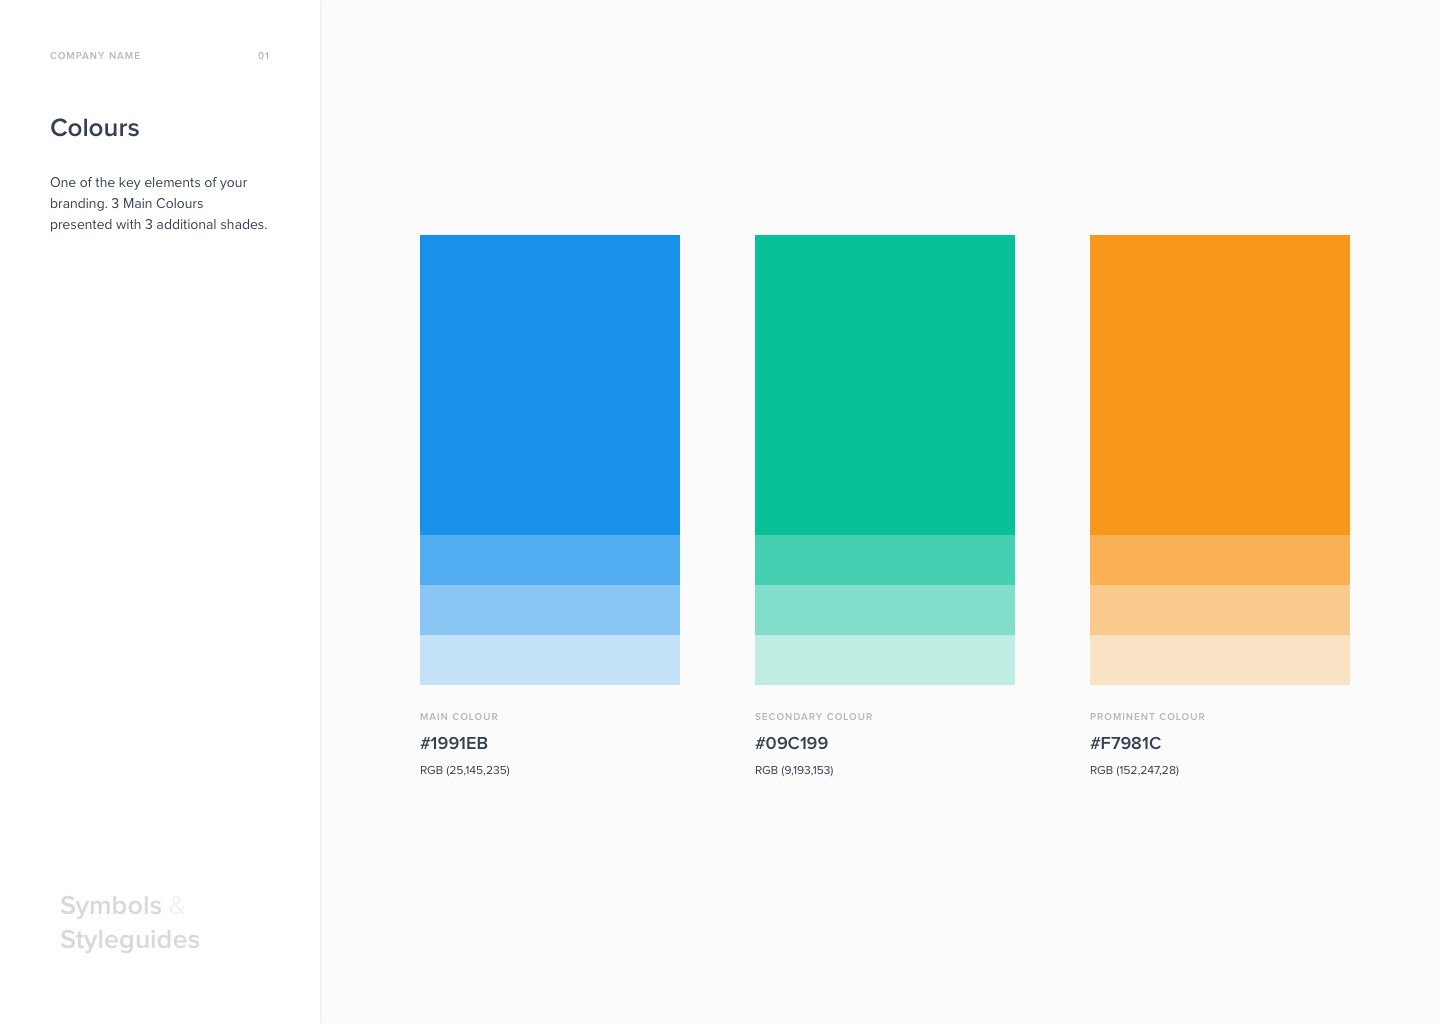 COMPANY NAME 01
Colours
One of the key elements of your
branding. 3 Main Colours
presented with 3 additional shades.
MAIN COLOUR
#1991EB
RGB (25,145,235)
SECONDARY COLOUR
#09C199
RGB (9,193,153)
PROMINENT COLOUR
#F7981C
RGB (152,247,28)
Symbols &
Styleguides